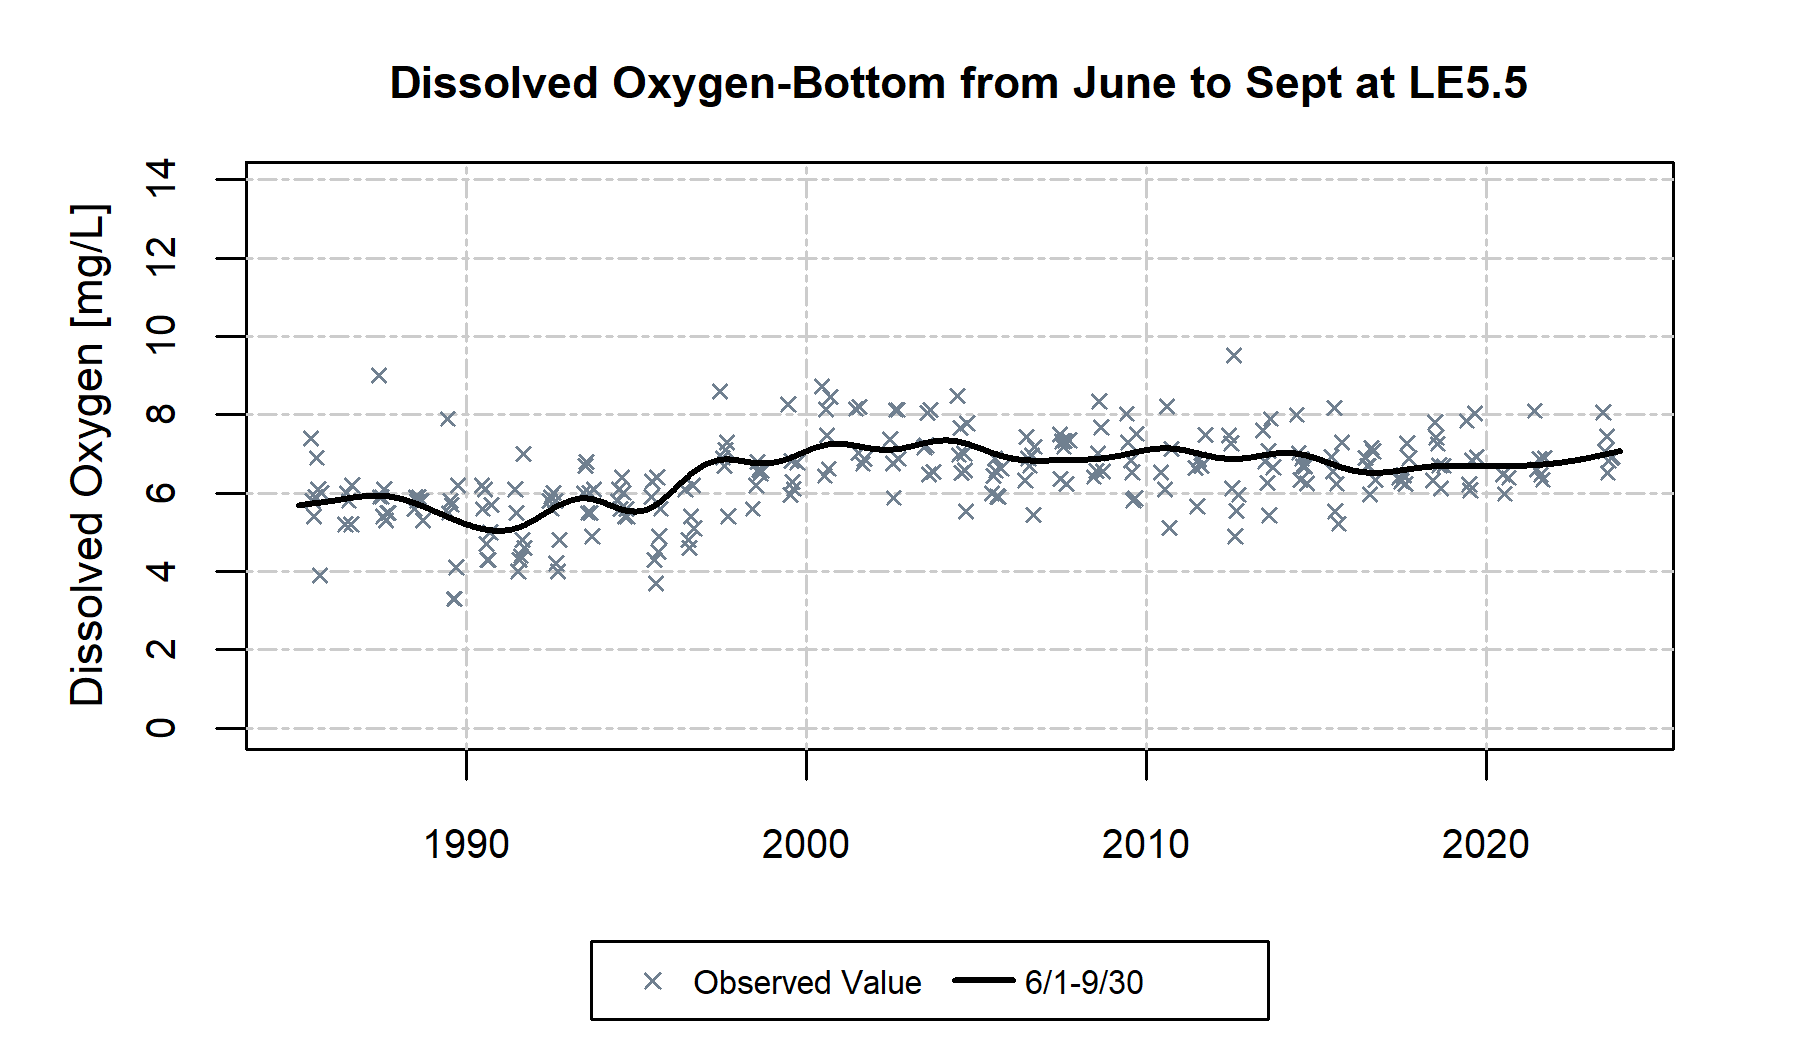 Dissolved Oxygen-Bottom from June to Sept at LE5.5
Dissolved Oxygen [mg/L]
14
12
10
8
6
4
2
0
1990 2000 2010 2020
Observed Value 6/1-9/30